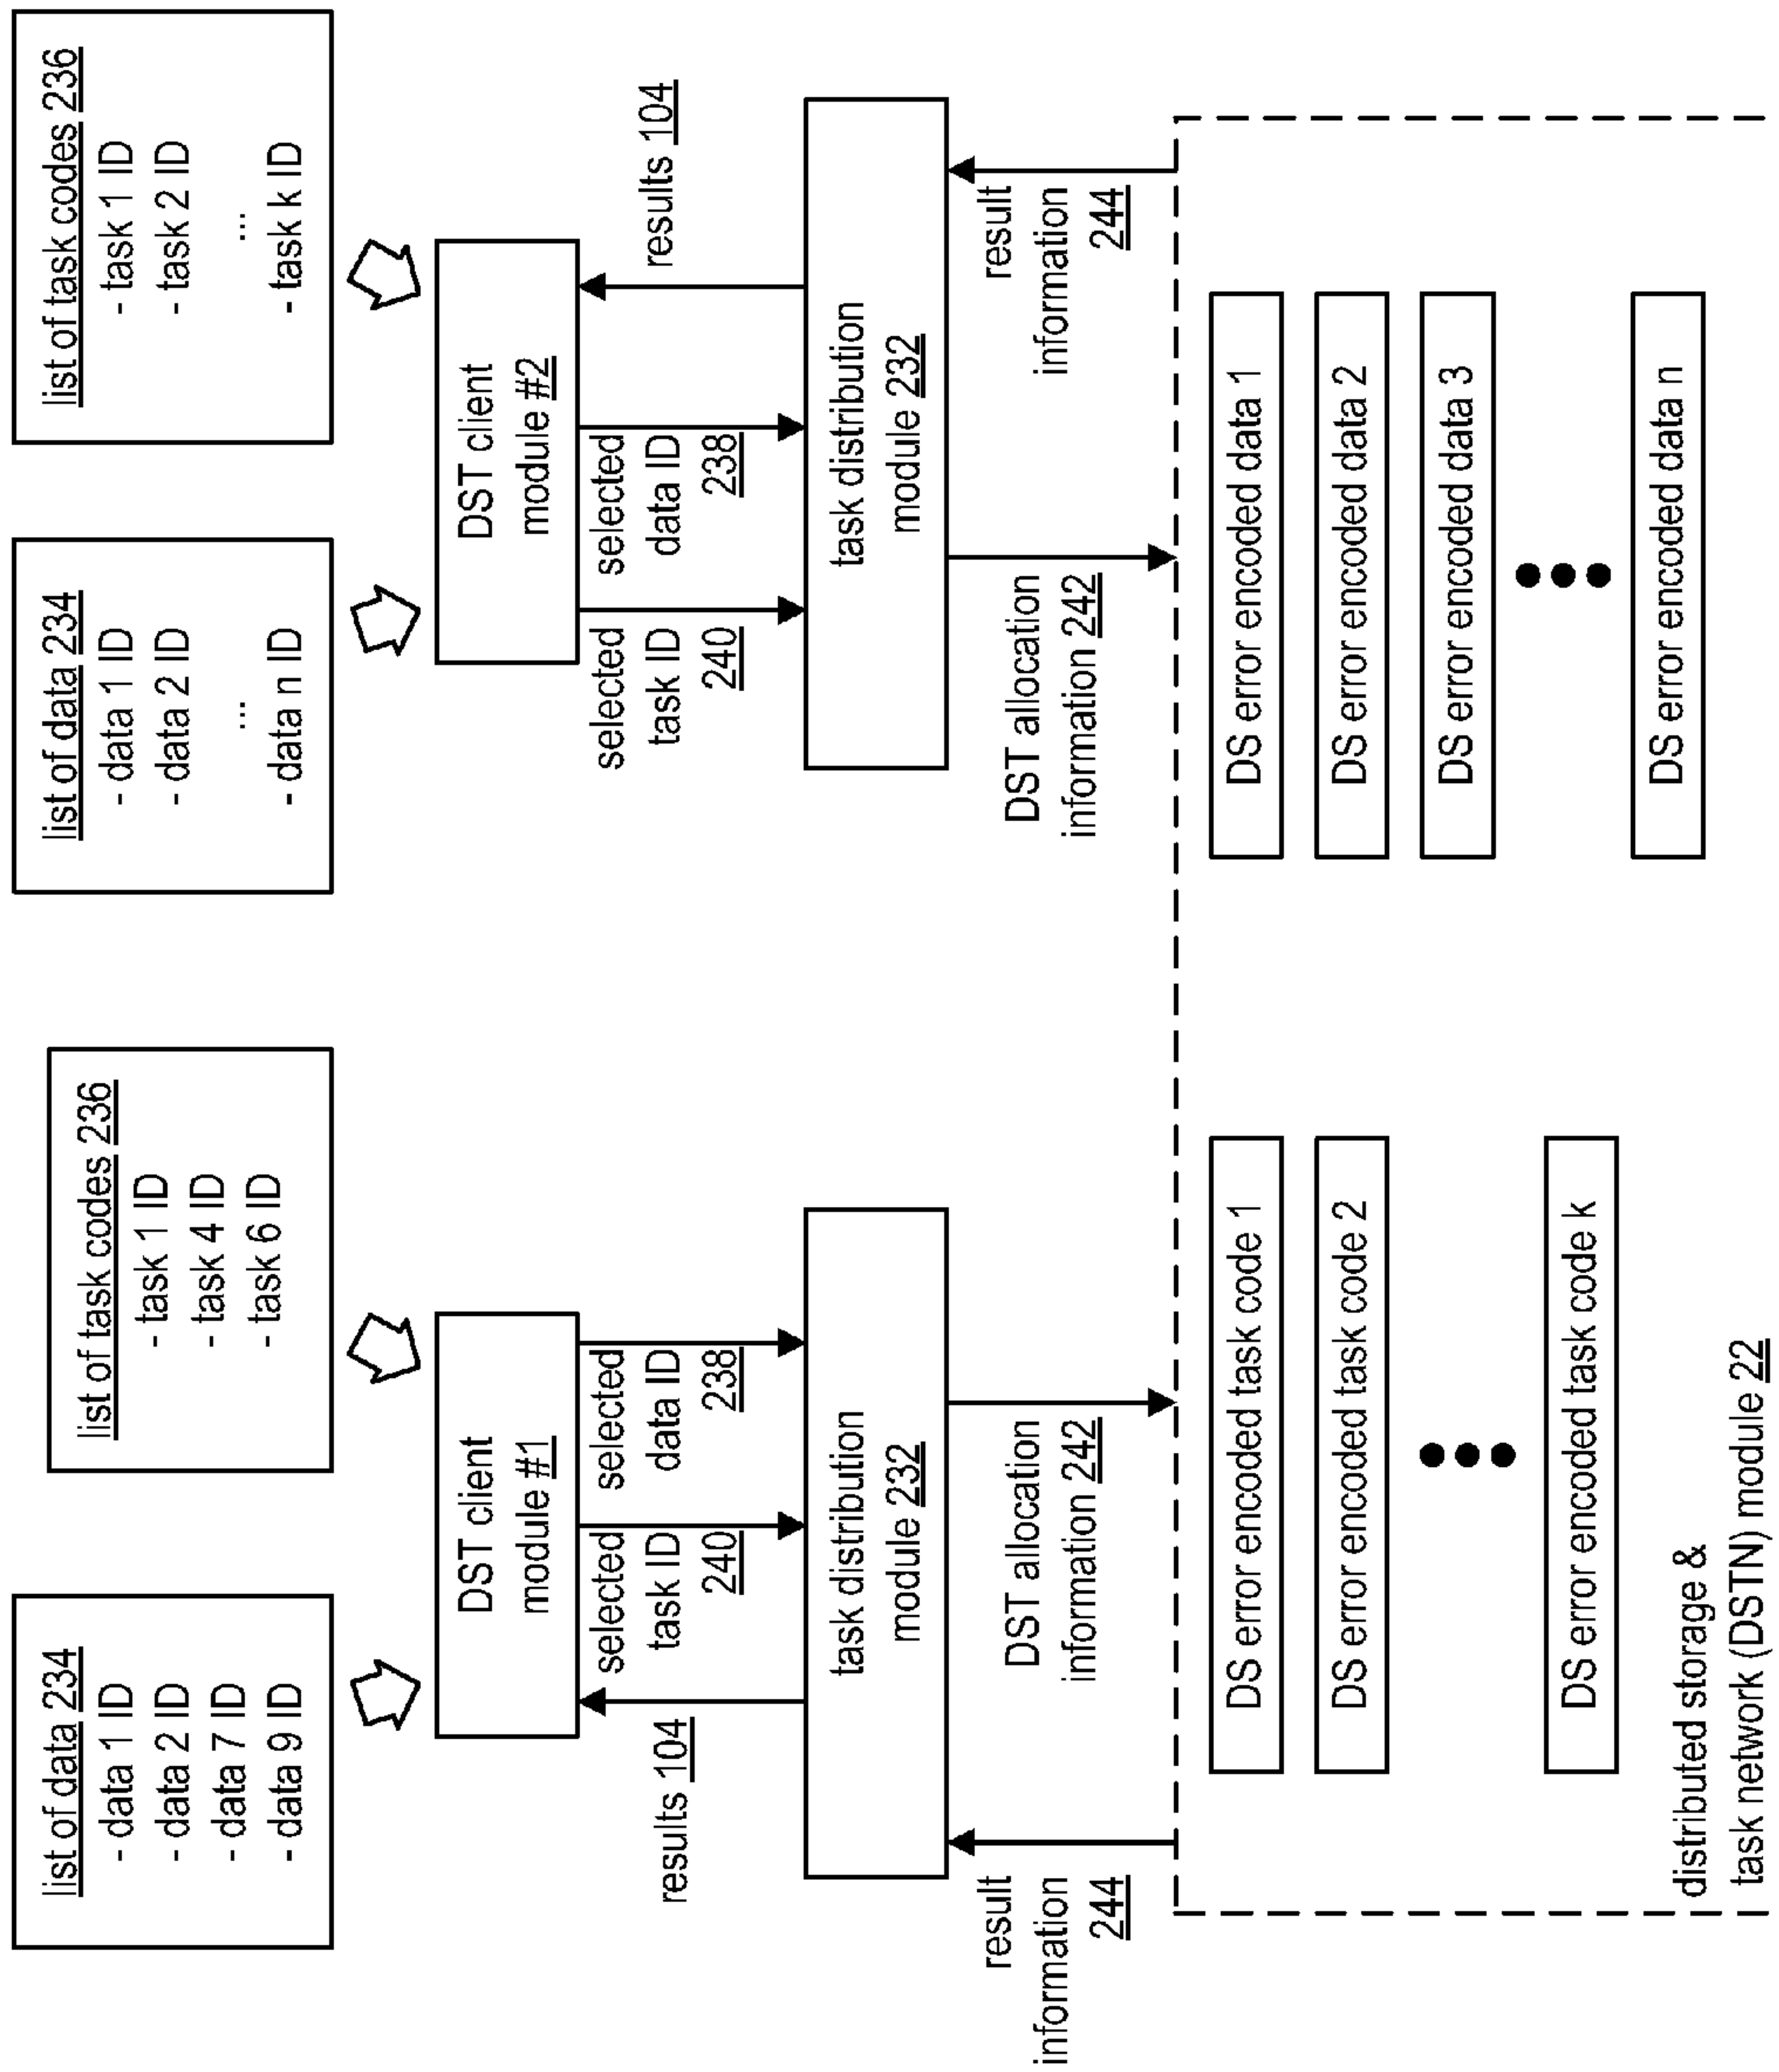 list of data 234
- data 1 ID
- data 2 ID
- data 7 ID
- data 9 ID
list of task codes 236
- task 1 ID
- task 4 ID
- task 6 ID
list of data 234
- data 1 ID
- data 2 ID
...
- data n ID
list of task codes 236
- task 1 ID
- task 2 ID
...
- task k ID
DST client
module #1
DST client
module #2
results 104
selected
task ID
240
selected
data ID
238
selected
task ID
240
selected
data ID
238
results 104
task distribution
module 232
task distribution
module 232
result
information
244
DST allocation
information 242
DST allocation
information 242
result
information
244
DS error encoded task code 1
DS error encoded task code 2
DS error encoded task code k
DS error encoded data 1
DS error encoded data 2
DS error encoded data 3
DS error encoded data n
distributed storage &
task network (DSTN) module 22